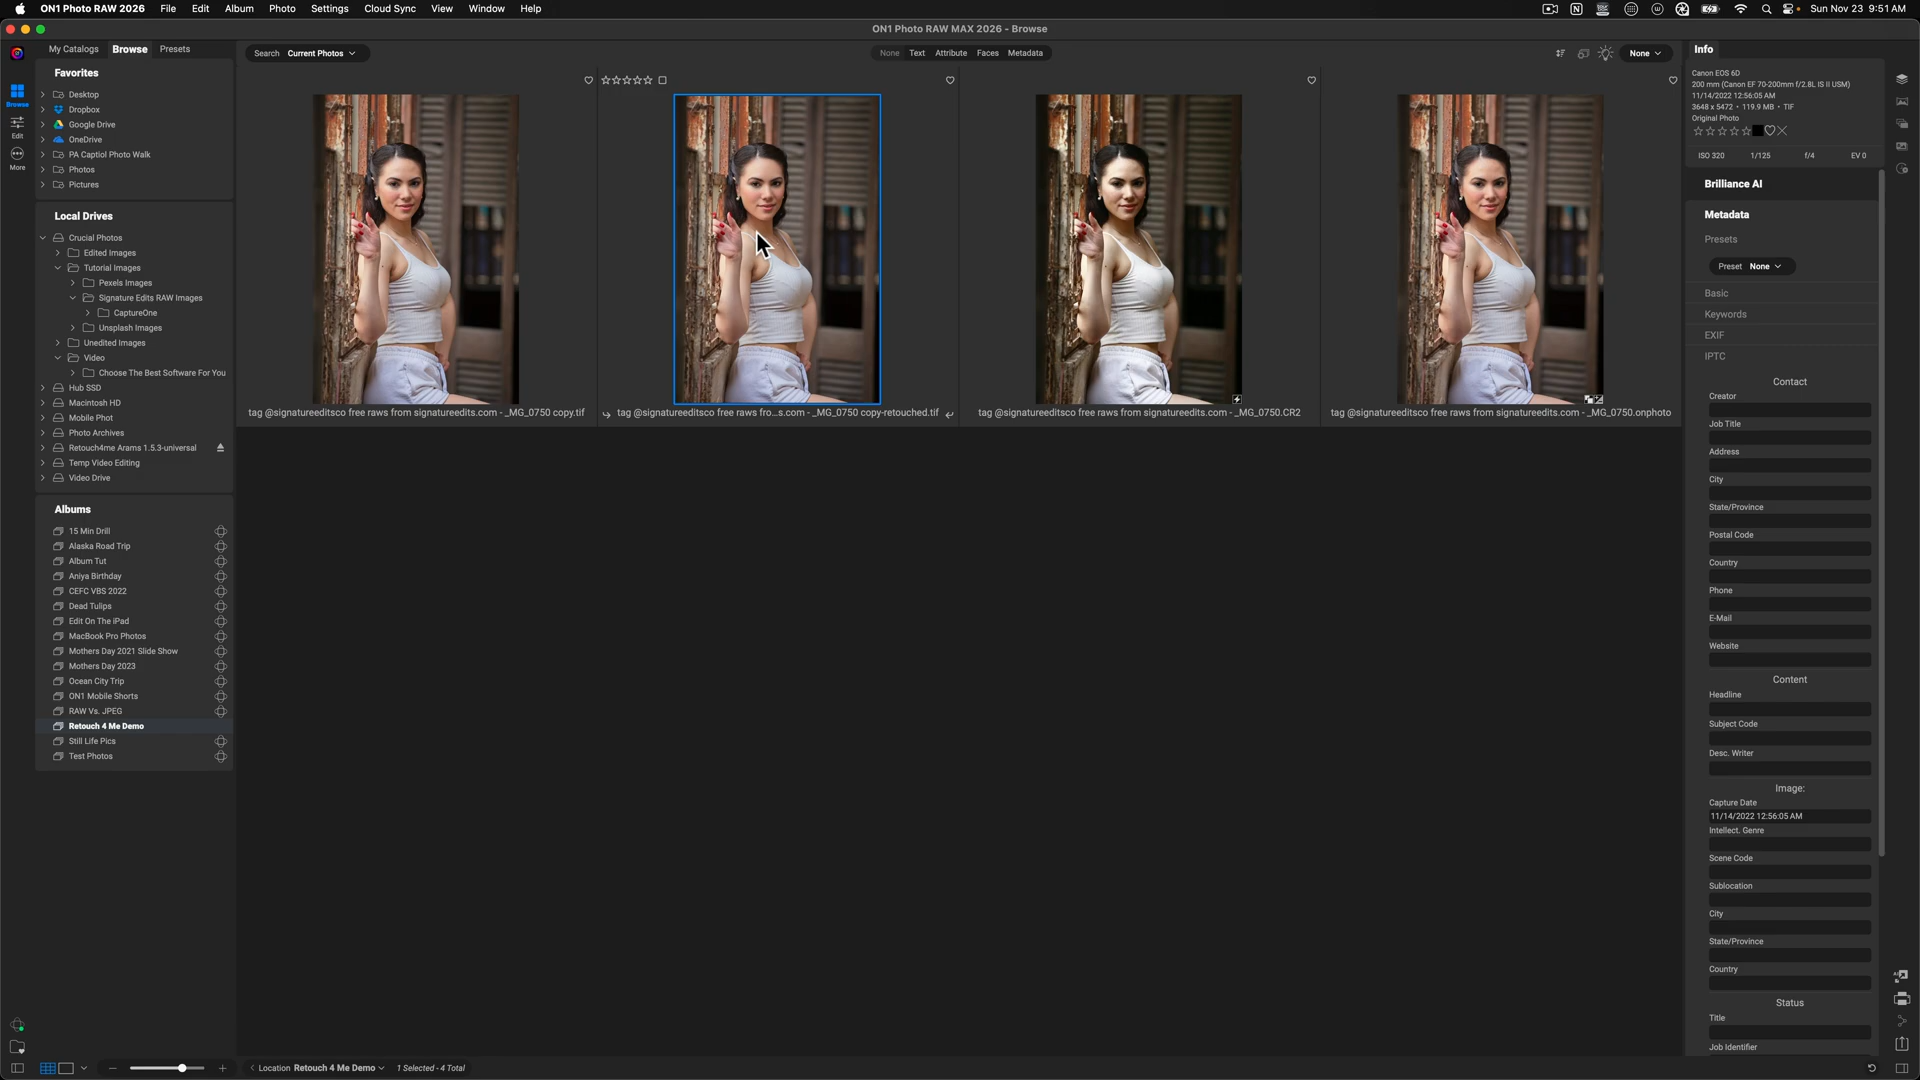 ON1 Photo RAW 2026 File Edit Album Photo Settings Cloud Sync View Window Help Sun Nov 23 9:51 AM
ON1 Photo RAW MAX 2026 - Browse
My Catalogs Browse Presets
Search Current Photos
None Text Attribute Faces Metadata
None
Info
Browse
Edit
More
Favorites
Desktop
Dropbox
Google Drive
OneDrive
PA Captiol Photo Walk
Photos
Pictures
Local Drives
Crucial Photos
Edited Images
Tutorial Images
Pexels Images
Signature Edits RAW Images
CaptureOne
Unsplash Images
Unedited Images
Video
Choose The Best Software For You
Hub SSD
Macintosh HD
Mobile Phot
Photo Archives
Retouch4me Arams 1.5.3-universal
Temp Video Editing
Video Drive
Albums
15 Min Drill
Alaska Road Trip
Album Tut
Aniya Birthday
CEFC VBS 2022
Dead Tulips
Edit On The iPad
MacBook Pro Photos
Mothers Day 2021 Slide Show
Mothers Day 2023
Ocean City Trip
ON1 Mobile Shorts
RAW Vs. JPEG
Retouch 4 Me Demo
Still Life Pics
Test Photos
tag @signatureeditsco free raws from signatureedits.com - _MG_0750 copy.tif
tag @signatureeditsco free raws fro...s.com - _MG_0750 copy-retouched.tif
tag @signatureeditsco free raws from signatureedits.com - _MG_0750.CR2
tag @signatureeditsco free raws from signatureedits.com - _MG_0750.onphoto
Canon EOS 6D
200 mm (Canon EF 70-200mm f/2.8L IS II USM)
11/14/2022 12:56:05 AM
3648 x 5472 • 119.9 MB • TIF
Original Photo
ISO 320 1/125 f/4 EV 0
Brilliance AI
Metadata
Presets
Preset None
Basic
Keywords
EXIF
IPTC
Contact
Creator
Job Title
Address
City
State/Province
Postal Code
Country
Phone
E-Mail
Website
Content
Headline
Subject Code
Desc. Writer
Image:
Capture Date
11/14/2022 12:56:05 AM
Intellect. Genre
Scene Code
Sublocation
City
State/Province
Country
Status
Title
Job Identifier
Location Retouch 4 Me Demo 1 Selected - 4 Total